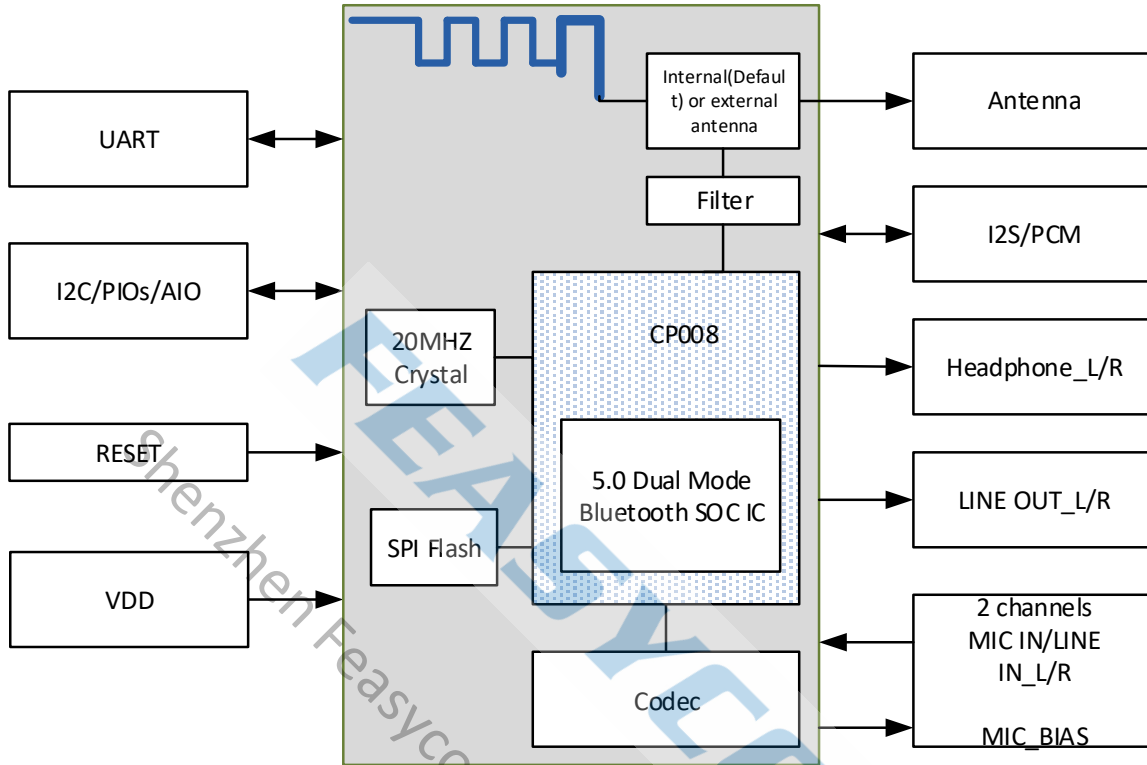 Internal(Defaul
t) or external
antenna
Antenna
UART
Filter
I2S/PCM
I2C/PIOs/AIO
20MHZ
Crystal
CP008
Headphone_L/R
RESET
5.0 Dual Mode
Bluetooth SOC IC
LINE OUT_L/R
SPI Flash
VDD
2 channels
MIC IN/LINE
IN_L/R
MIC_BIAS
Codec
Shenzhen Feasyco
FEASYCO